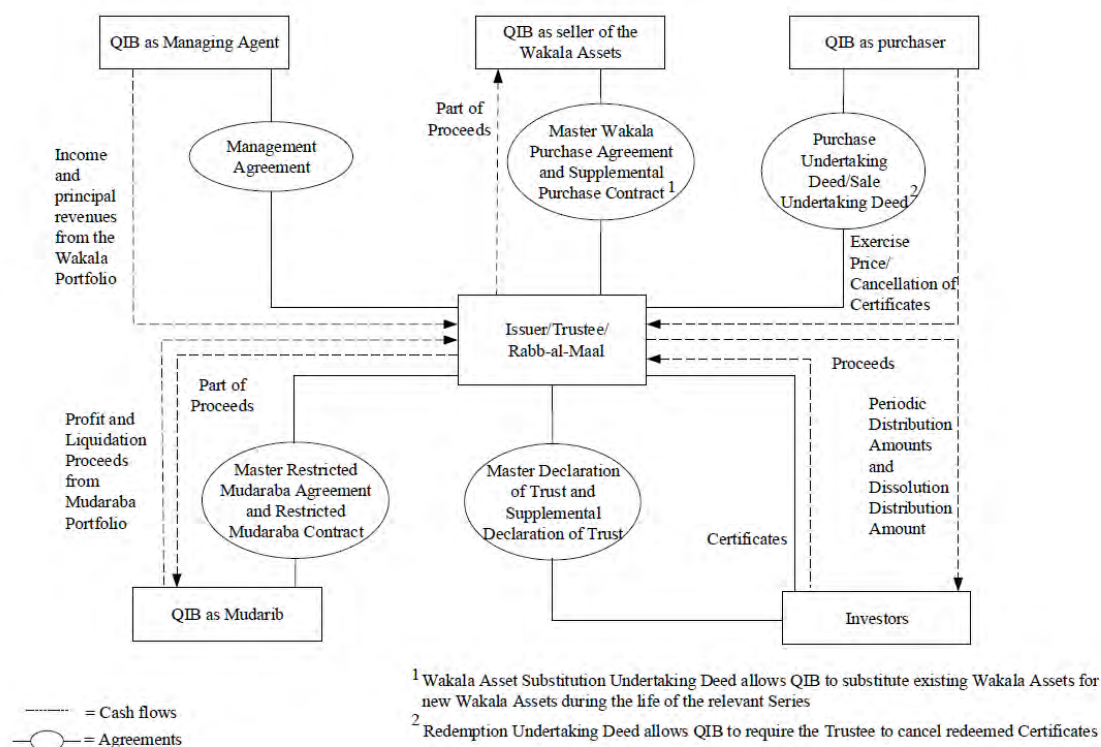 QIB as Managing Agent
QIB as seller of the
Wakala Assets
QIB as purchaser
Part of
Proceeds
Income
and
principal
revenues
from the
Wakala
Portfolio
Management
Agreement
Master Wakala
Purchase Agreement
and Supplemental
Purchase Contract 1
Purchase
Undertaking
Deed/Sale
Undertaking Deed 2
Exercise
Price/
Cancellation of
Certificates
Issuer/Trustee/
Rabb-al-Maal
Part of
Proceeds
Profit and
Liquidation
Proceeds
from
Mudaraba
Portfolio
Master Restricted
Mudaraba Agreement
and Restricted
Mudaraba Contract
Master Declaration
of Trust and
Supplemental
Declaration of Trust
Proceeds
Certificates
Periodic
Distribution
Amounts
and
Dissolution
Distribution
Amount
QIB as Mudarib
Investors
1 Wakala Asset Substitution Undertaking Deed allows QIB to substitute existing Wakala Assets for
new Wakala Assets during the life of the relevant Series
2 Redemption Undertaking Deed allows QIB to require the Trustee to cancel redeemed Certificates
= Cash flows
= Agreements